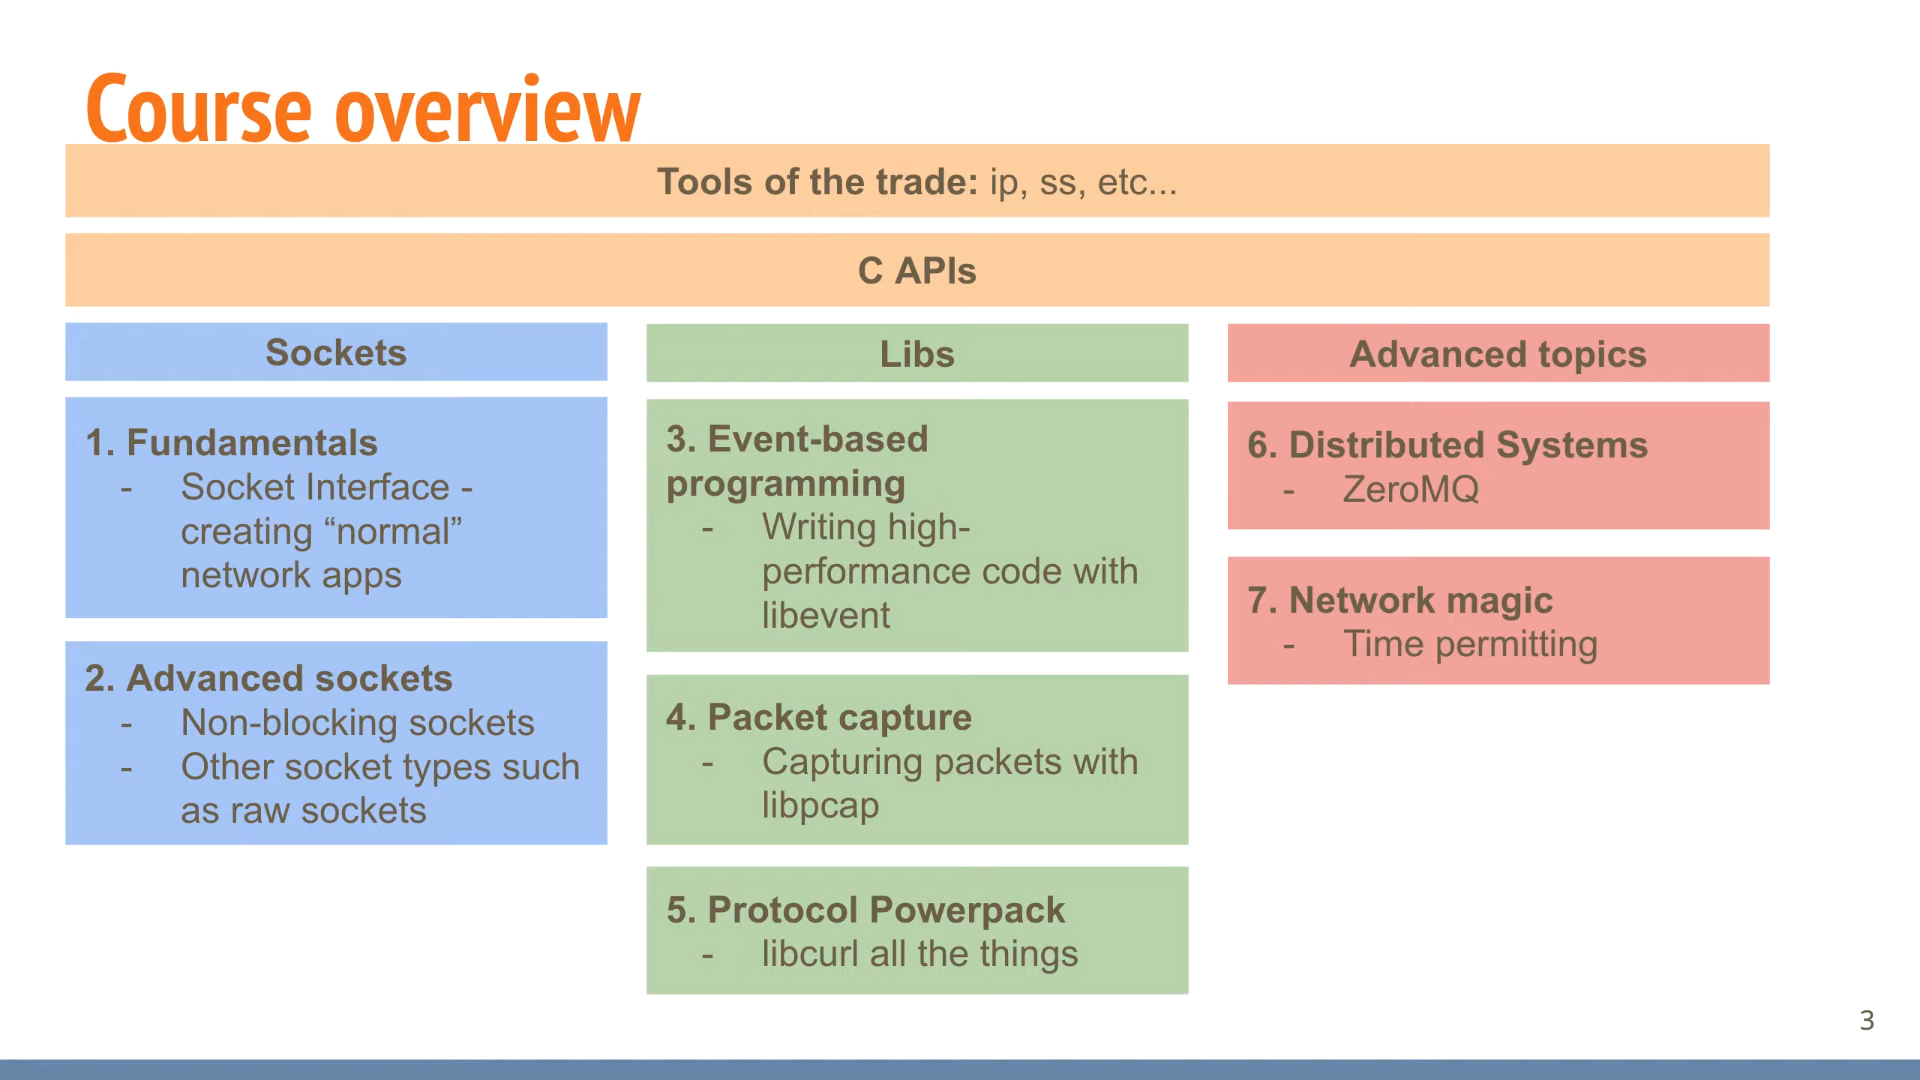 Course overview
Tools of the trade: ip, ss, etc...
C APIs
Sockets
1. Fundamentals
- Socket Interface -
creating “normal”
network apps
2. Advanced sockets
- Non-blocking sockets
- Other socket types such
as raw sockets
Libs
3. Event-based
programming
- Writing high-
performance code with
libevent
4. Packet capture
- Capturing packets with
libpcap
5. Protocol Powerpack
- libcurl all the things
Advanced topics
6. Distributed Systems
- ZeroMQ
7. Network magic
- Time permitting
3